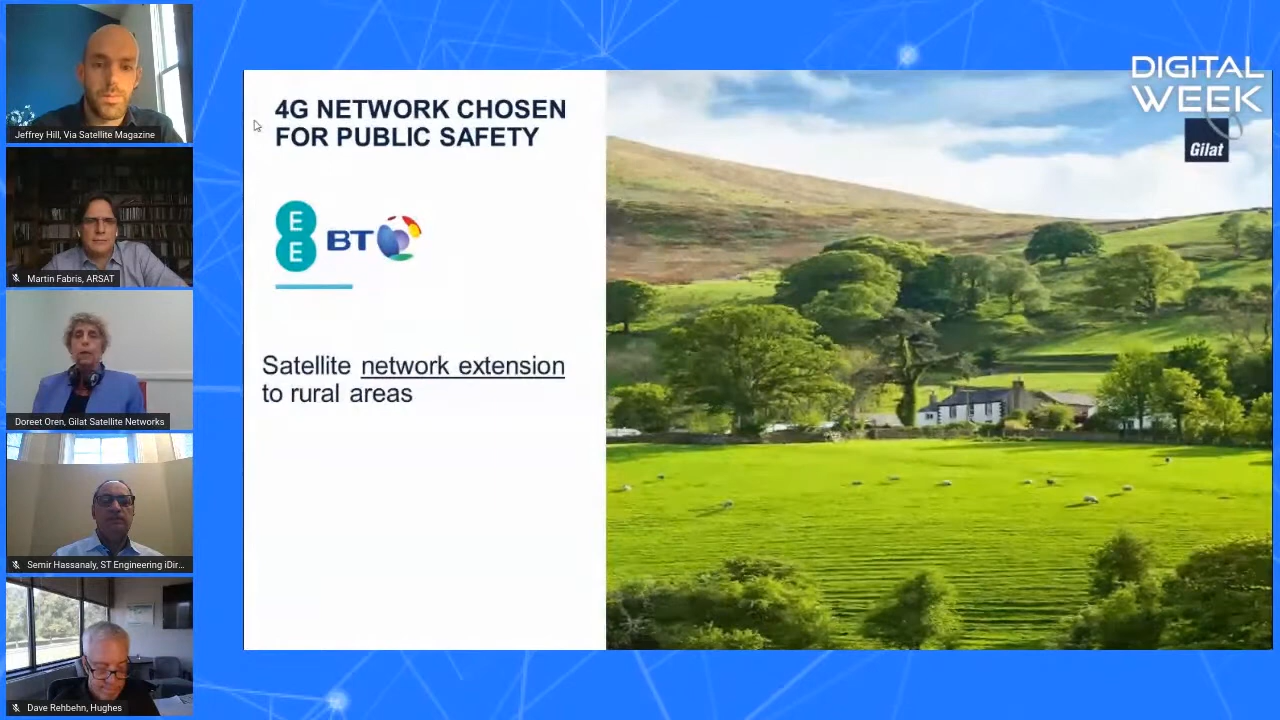 Jeffrey Hill, Via Satellite Magazine
Martin Fabris, ARSAT
Doreet Oren, Gilat Satellite Networks
Semir Hassanaly, ST Engineering iDir...
Dave Rehbehn, Hughes
4G NETWORK CHOSEN
FOR PUBLIC SAFETY
EE
BT
Satellite network extension
to rural areas
DIGITAL
WEEK
Gilat